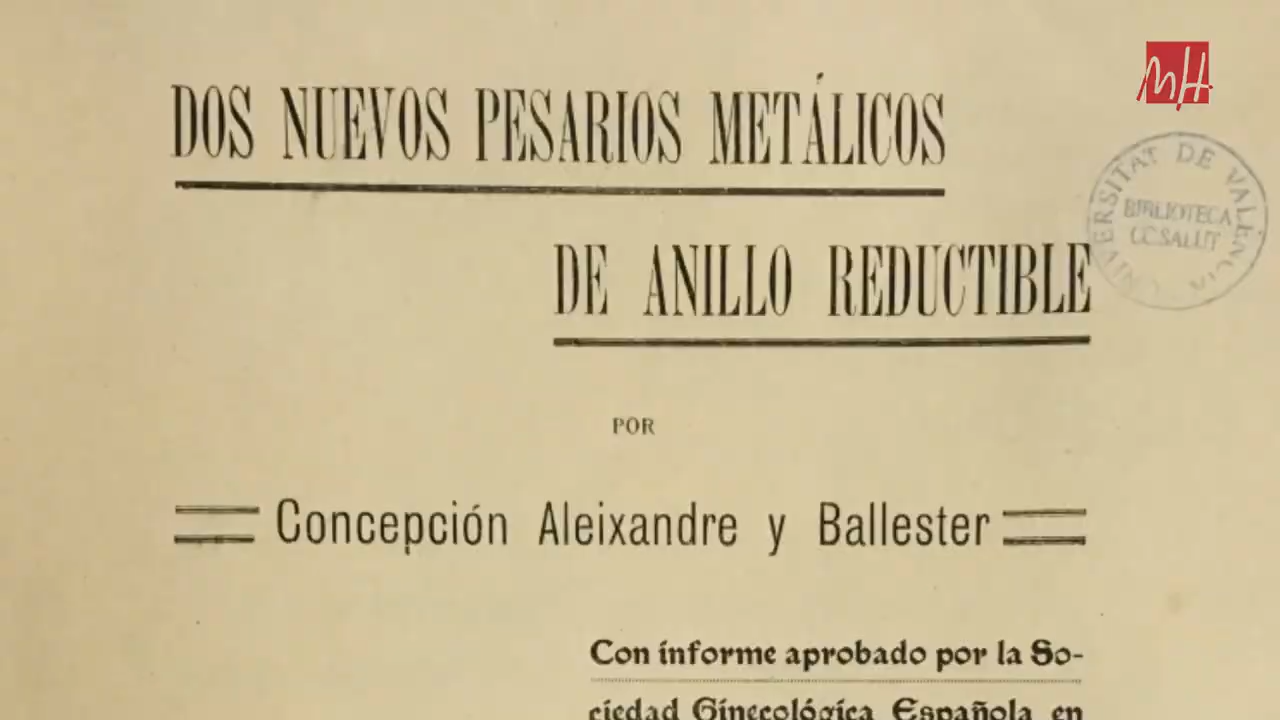 MH
DOS NUEVOS PESARIOS METÁLICOS
UNIVERSITAT DE VALÈNCIA
BIBLIOTECA
CC.SALUT
DE ANILLO REDUCTIBLE
POR
Concepción Aleixandre y Ballester
Con informe aprobado por la So-
ciedad Ginecológica Española en